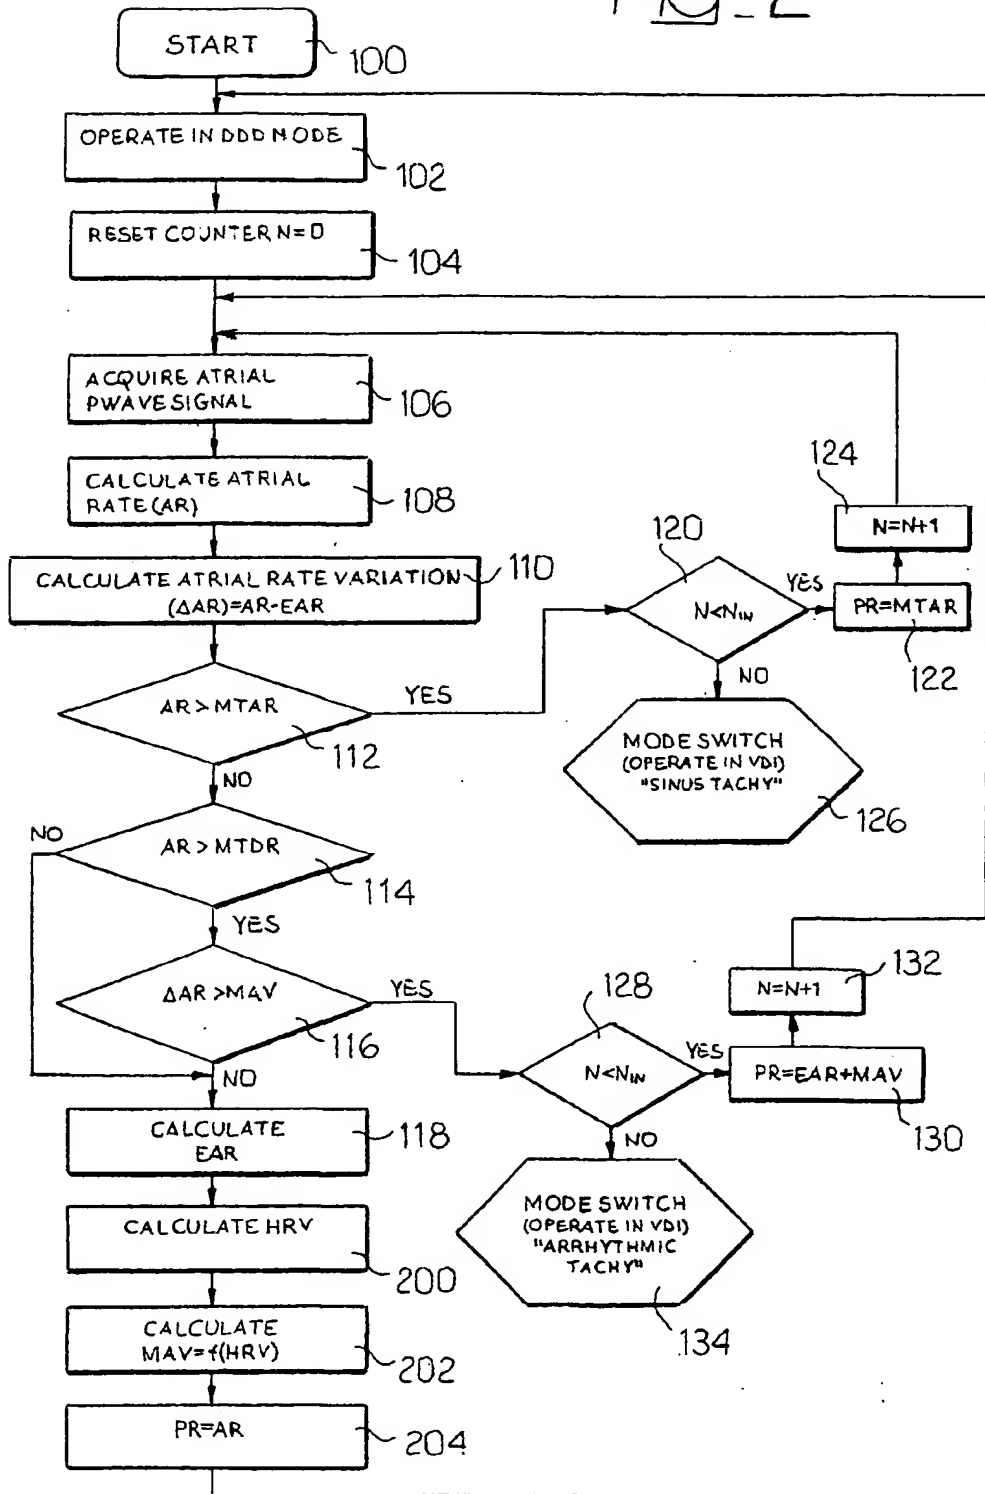 FIG_2
START
100
OPERATE IN DDD MODE
102
RESET COUNTER N=0
104
ACQUIRE ATRIAL
PWAVE SIGNAL
106
CALCULATE ATRIAL
RATE(AR)
108
CALCULATE ATRIAL RATE VARIATION
(ΔAR)=AR-EAR
110
AR>MTAR
112
YES
NO
120
N<NIN
YES
NO
PR=MTAR
122
124
N=N+1
MODE SWITCH
(OPERATE IN VDI)
"SINUS TACHY"
126
AR>MTDR
114
NO
YES
ΔAR>MAV
116
YES
NO
128
N<NIN
YES
NO
PR=EAR+MAV
130
N=N+1
132
MODE SWITCH
(OPERATE IN VDI)
"ARRHYTHMIC
TACHY"
134
CALCULATE
EAR
118
CALCULATE HRV
200
CALCULATE
MAV=f(HRV)
202
PR=AR
204